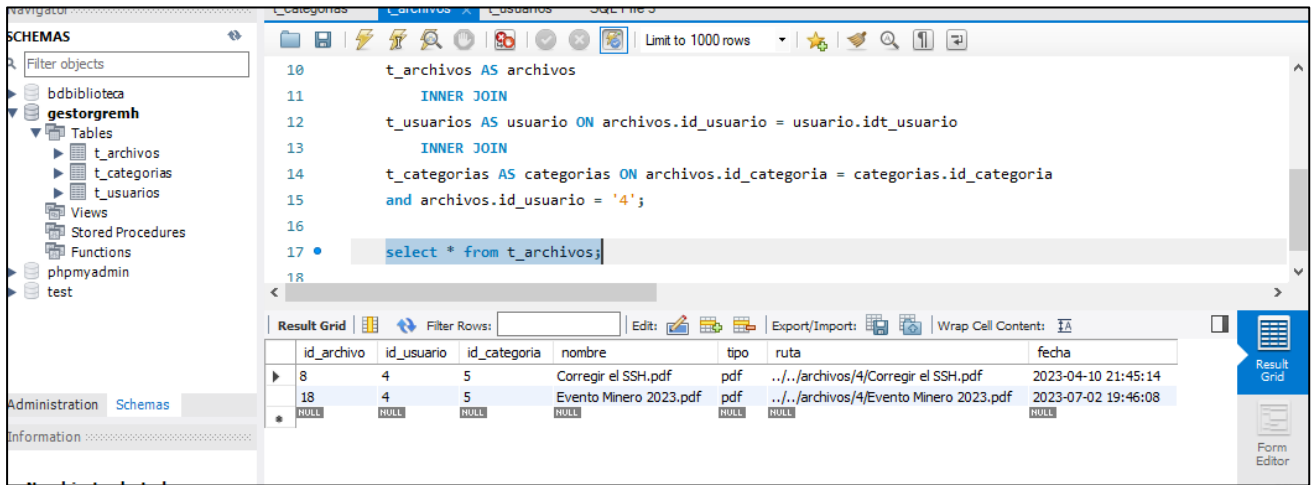 Navigator
t_categorias t_archivos × t_usuarios SQL File 5
SCHEMAS
Filter objects
bdbiblioteca
gestorgremh
Tables
t_archivos
t_categorias
t_usuarios
Views
Stored Procedures
Functions
phpmyadmin
test
Administration Schemas
Information
Limit to 1000 rows
10 t_archivos AS archivos
11 INNER JOIN
12 t_usuarios AS usuario ON archivos.id_usuario = usuario.idt_usuario
13 INNER JOIN
14 t_categorias AS categorias ON archivos.id_categoria = categorias.id_categoria
15 and archivos.id_usuario = '4';
16
17 select * from t_archivos;
18
Result Grid Filter Rows: Edit: Export/Import: Wrap Cell Content:
id_archivo id_usuario id_categoria nombre tipo ruta fecha
8 4 5 Corregir el SSH.pdf pdf ../../archivos/4/Corregir el SSH.pdf 2023-04-10 21:45:14
18 4 5 Evento Minero 2023.pdf pdf ../../archivos/4/Evento Minero 2023.pdf 2023-07-02 19:46:08
NULL NULL NULL NULL NULL NULL NULL
Result
Grid
Form
Editor